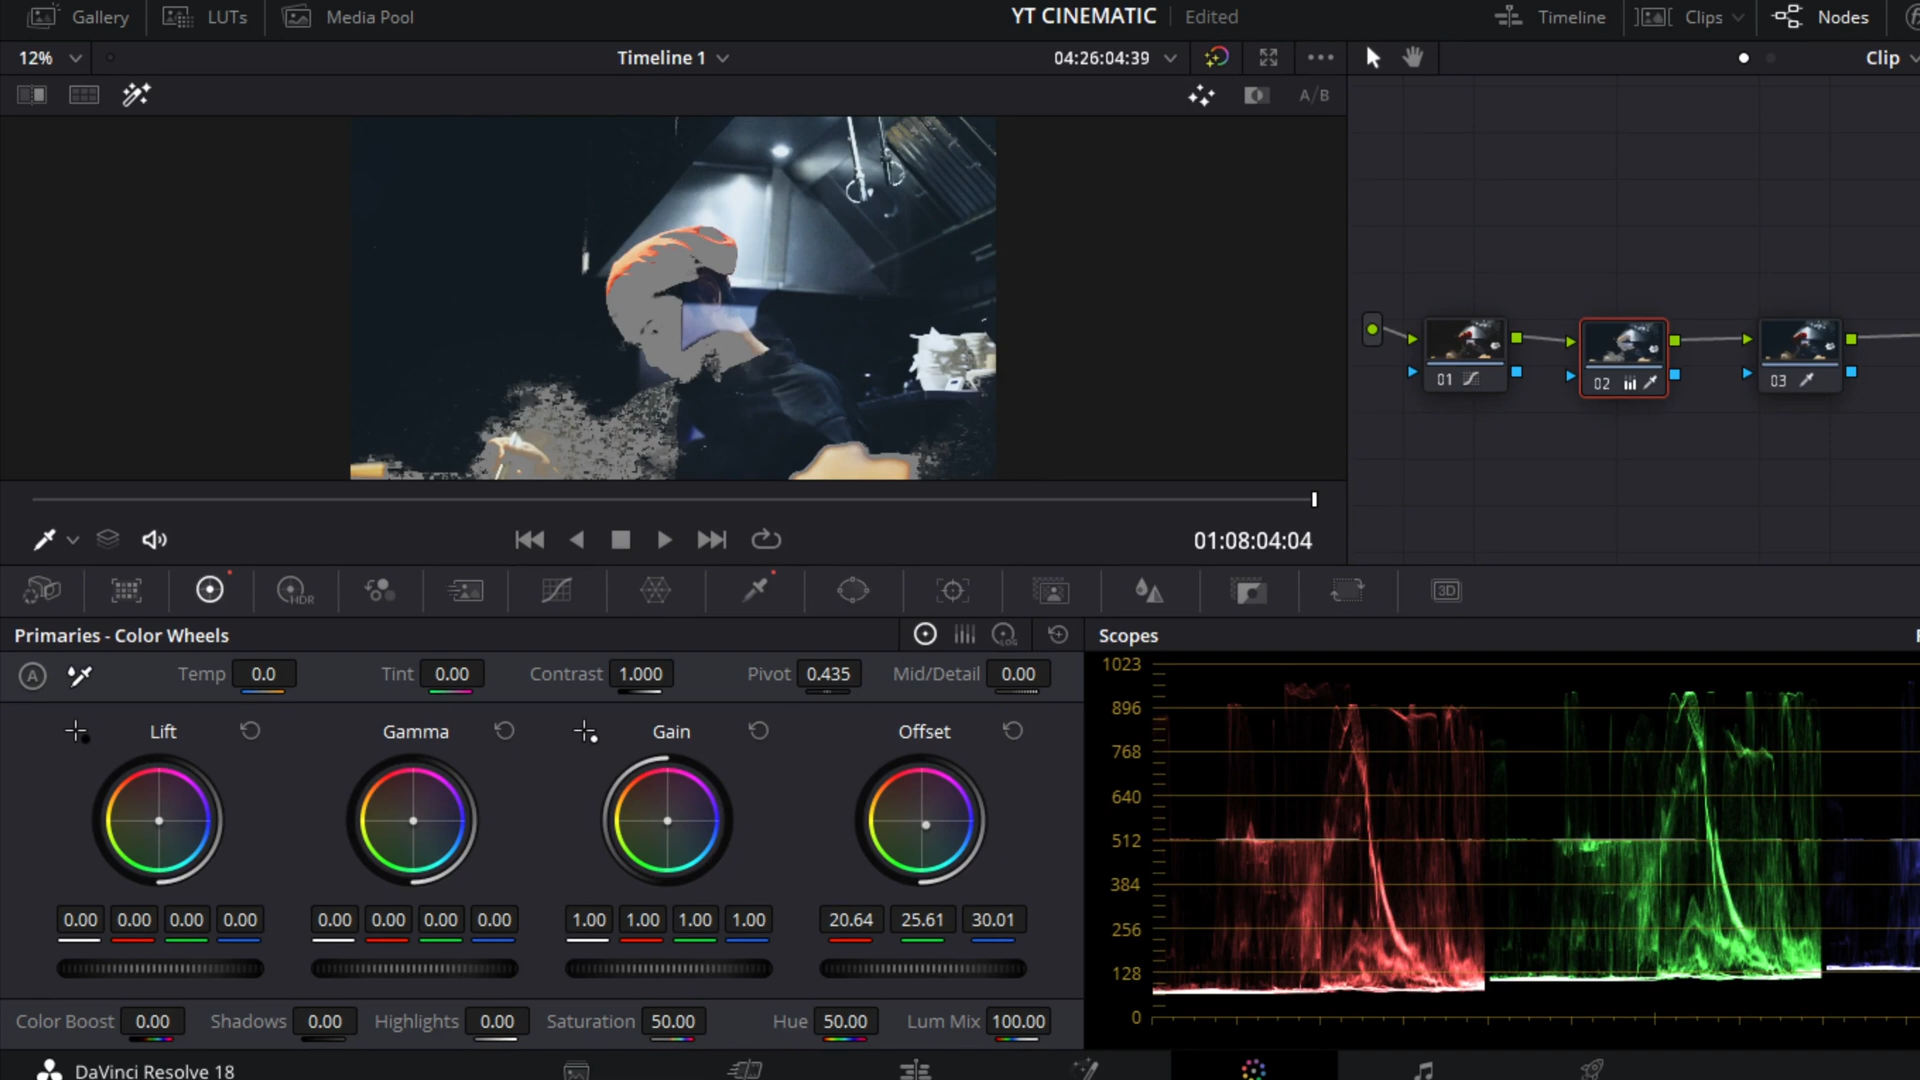 Gallery LUTs Media Pool YT CINEMATIC Edited Timeline Clips Nodes
12% Timeline 1 04:26:04:39 Clip
A/B
01 02 03
01:08:04:04
HDR 3D
Primaries - Color Wheels Scopes
A Temp 0.0 Tint 0.00 Contrast 1.000 Pivot 0.435 Mid/Detail 0.00
Lift Gamma Gain Offset
0.00 0.00 0.00 0.00 0.00 0.00 0.00 0.00 1.00 1.00 1.00 1.00 20.64 25.61 30.01
Color Boost 0.00 Shadows 0.00 Highlights 0.00 Saturation 50.00 Hue 50.00 Lum Mix 100.00
1023
896
768
640
512
384
256
128
0
DaVinci Resolve 18